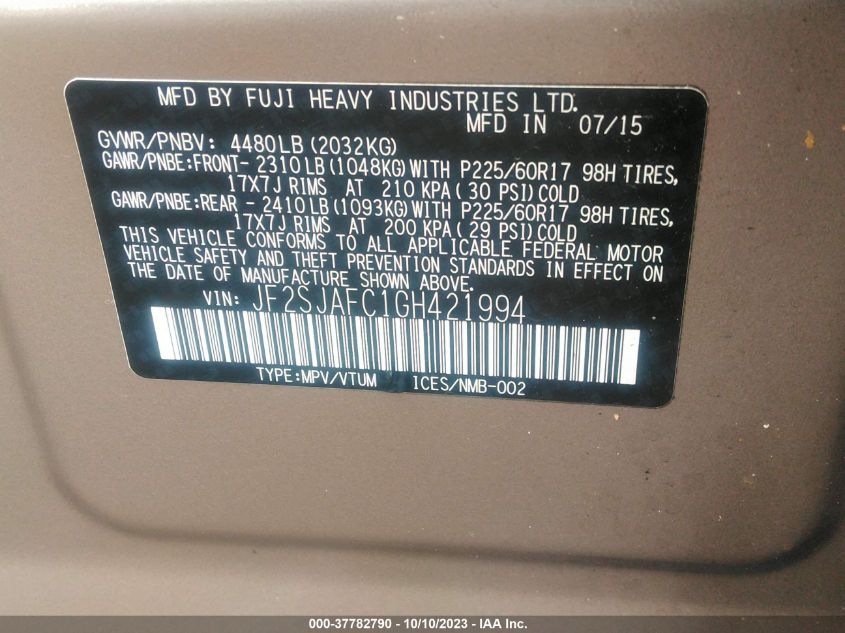 MFD BY FUJI HEAVY INDUSTRIES LTD.
MFD IN 07/15
GVWR/PNBV: 4480LB (2032KG)
GAWR/PNBE:FRONT- 2310LB (1048KG) WITH P225/60R17 98H TIRES,
17X7J RIMS AT 210 KPA (30 PSI) COLD
GAWR/PNBE:REAR - 2410LB (1093KG) WITH P225/60R17 98H TIRES,
17X7J RIMS AT 200 KPA (29 PSI) COLD
THIS VEHICLE CONFORMS TO ALL APPLICABLE FEDERAL MOTOR
VEHICLE SAFETY AND THEFT PREVENTION STANDARDS IN EFFECT ON
THE DATE OF MANUFACTURE SHOWN ABOVE.
VIN: JF2SJAFC1GH421994
TYPE:MPV/VTUM ICES/NMB-002
000-37782790 - 10/10/2023 - IAA Inc.